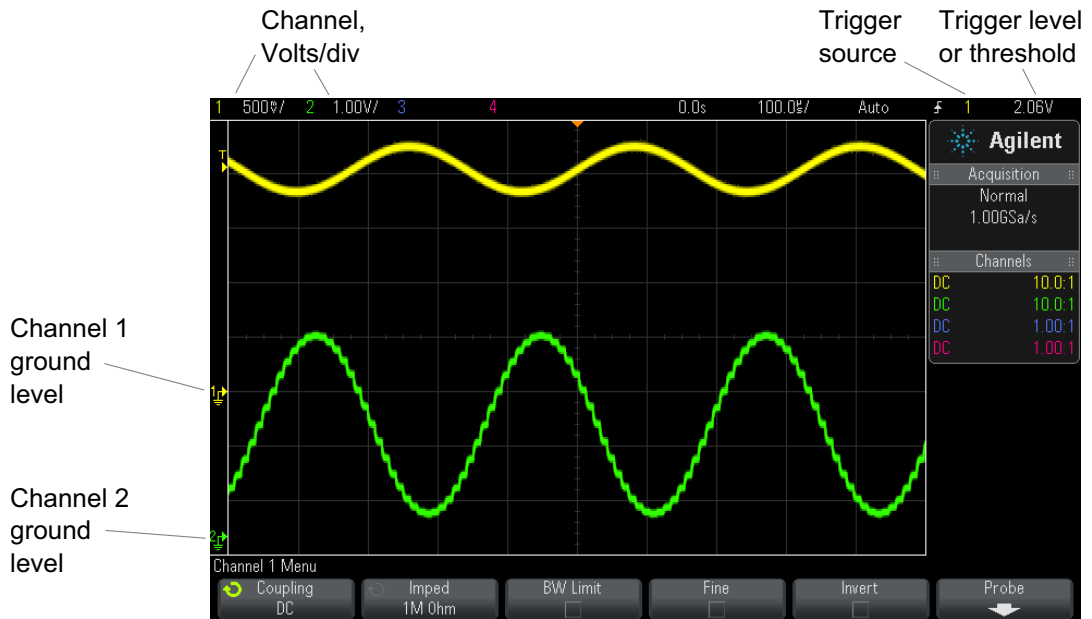 Channel,
Volts/div
Trigger
source
Trigger level
or threshold
1 500mV/ 2 1.00V/ 3 4 0.0s 100.0µs/ Auto 1 2.06V
T
Agilent
Acquisition
Normal
1.00GSa/s
Channels
DC 10.0:1
DC 10.0:1
DC 1.00:1
DC 1.00:1
Channel 1
ground
level
1
Channel 2
ground
level
2
Channel 1 Menu
Coupling
DC
Imped
1M Ohm
BW Limit
Fine
Invert
Probe